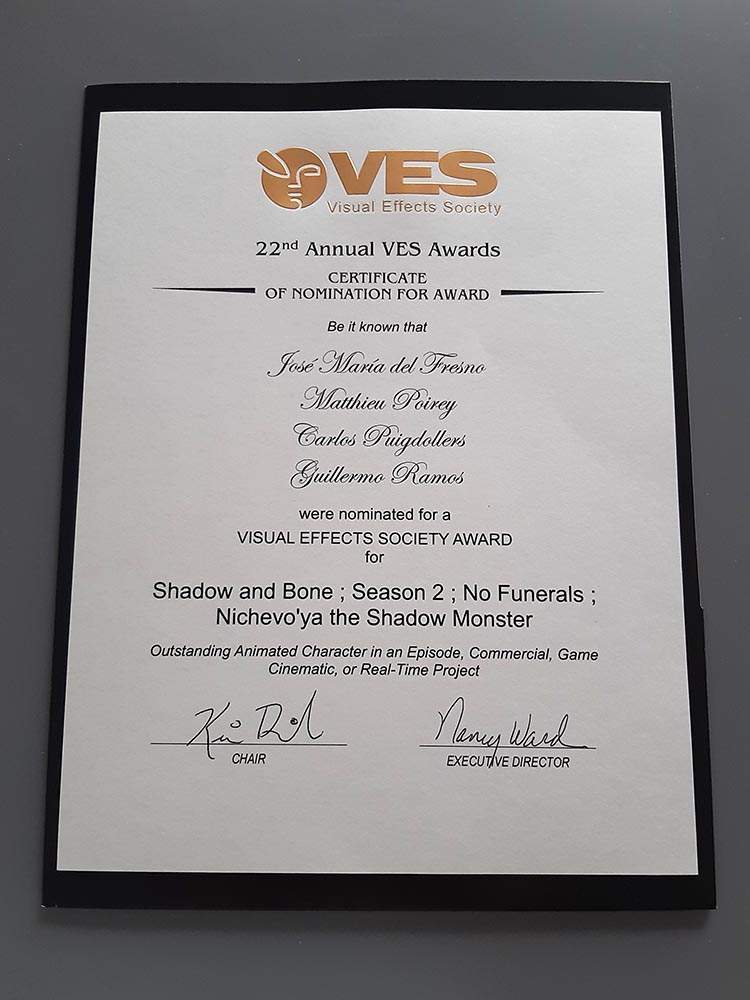 VES
Visual Effects Society
22nd Annual VES Awards
CERTIFICATE
OF NOMINATION FOR AWARD
Be it known that
José María del Fresno
Matthieu Poirey
Carlos Puigdollers
Guillermo Ramos
were nominated for a
VISUAL EFFECTS SOCIETY AWARD
for
Shadow and Bone ; Season 2 ; No Funerals ;
Nichevo'ya the Shadow Monster
Outstanding Animated Character in an Episode, Commercial, Game
Cinematic, or Real-Time Project
Nancy Ward
CHAIR
EXECUTIVE DIRECTOR